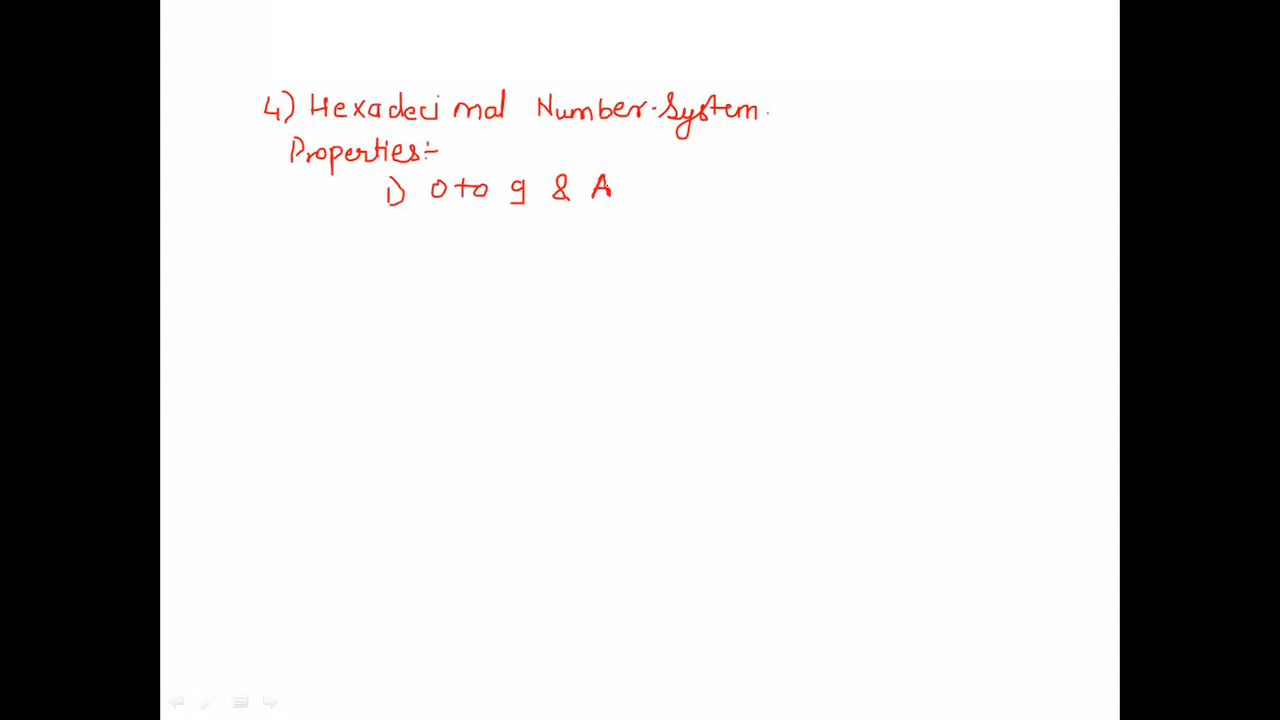 4) Hexadecimal Number System.
Properties:-
1) 0 to 9 & A